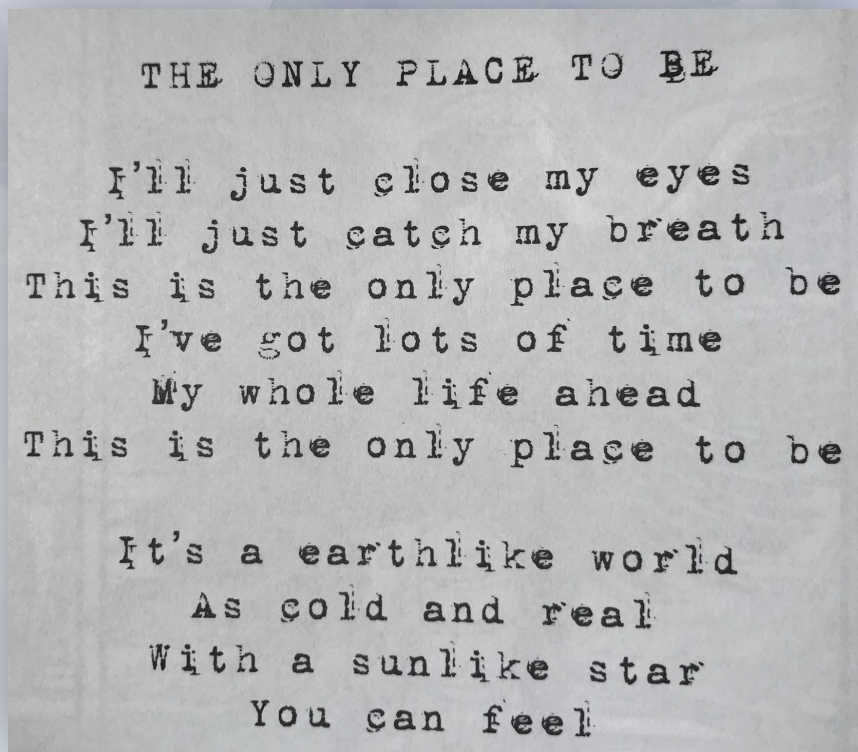 THE ONLY PLACE TO BE
I'll just close my eyes
I'll just catch my breath
This is the only place to be
I've got lots of time
My whole life ahead
This is the only place to be
It's a earthlike world
As cold and real
With a sunlike star
You can feel